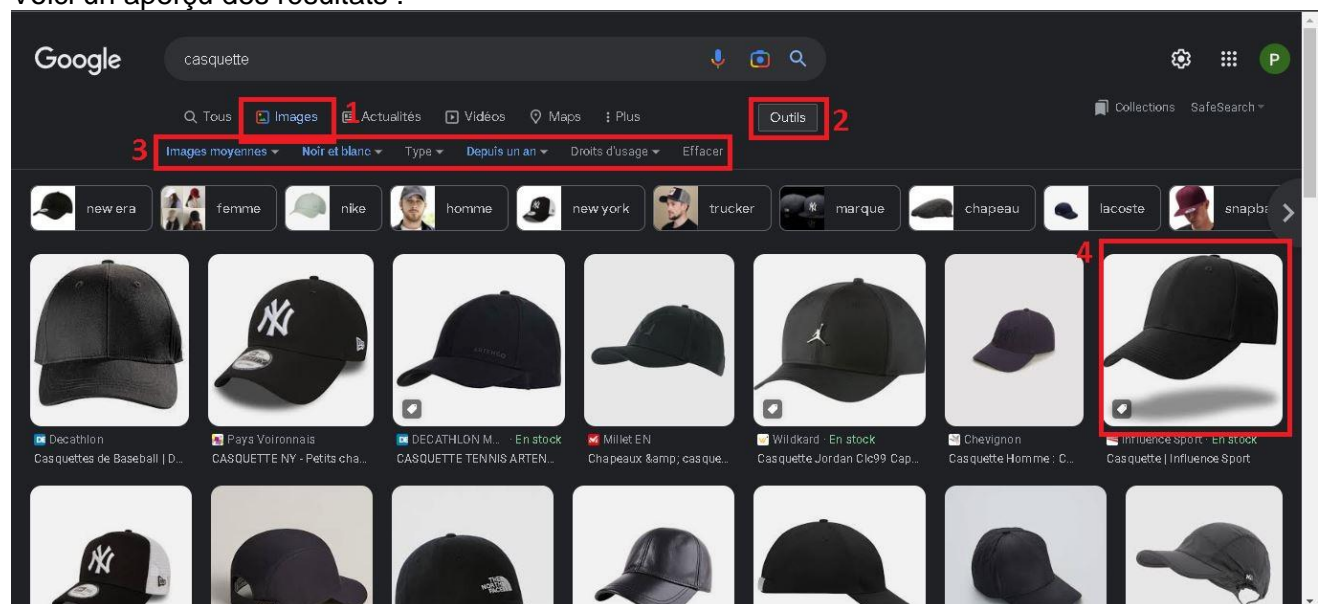 Voici un aperçu des résultats :
Google casquette P
Tous Images 1 Actualités Vidéos Maps Plus Outils 2 Collections SafeSearch
3 Images moyennes Noir et blanc Type Depuis un an Droits d'usage Effacer
new era femme nike homme new york trucker marque chapeau lacoste snapba
4
Decathlon Pays Voironnais DECATHLON M... · En stock Millet EN Wildkard · En stock Chevignon Influence Sport · En stock
Casquettes de Baseball | D... CASQUETTE NY - Petits cha... CASQUETTE TENNIS ARTEN... Chapeaux &amp; casque... Casquette Jordan Clc99 Cap... Casquette Homme : C... Casquette | Influence Sport
THE
NORTH
FACE